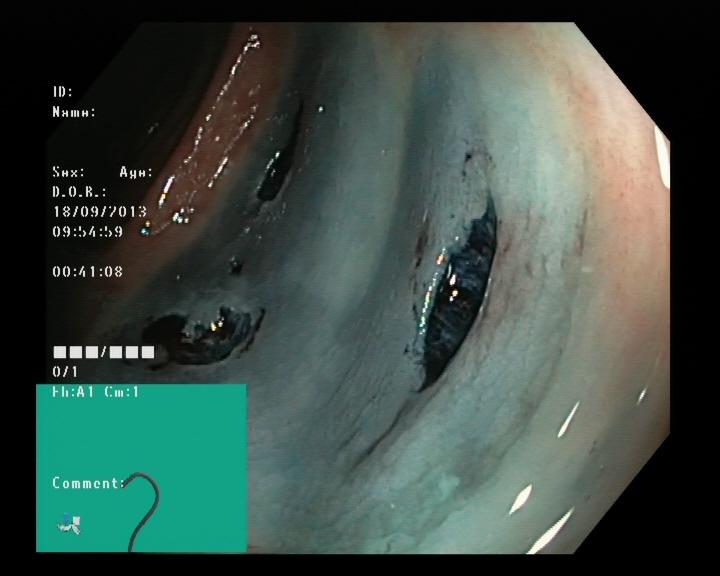 ID:
Name:
Sex: Age:
D.O.B.:
18/09/2013
09:54:59
00:41:08
■■■/■■■
0/1
Eh:A1 Cm:1
Comment: